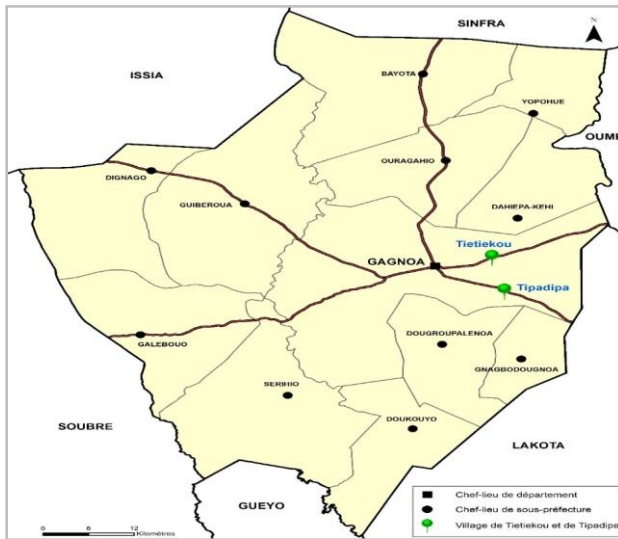 SINFRA
N
ISSIA
BAYOTA
YOPOHUE
OUME
OURAGAHIO
DIGNAGO
GUIBEROUA
DAHIEPA-KEHI
Tietiekou
GAGNOA
Tipadipa
GALEBOUO
DOUGROUPALENOA
GNAGBODOUGNOA
SERIHIO
DOUKOUYO
SOUBRE
LAKOTA
GUEYO
Chef-lieu de département
Chef-lieu de sous-préfecture
Village de Tietiekou et de Tipadipa
0 6 12
Kilomètres